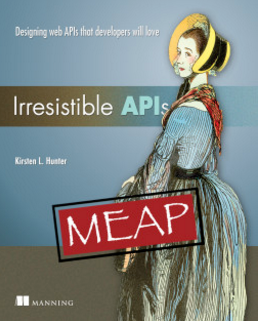 Designing web APIs that developers will love
Irresistible APIs
Kirsten L. Hunter
MEAP
MANNING